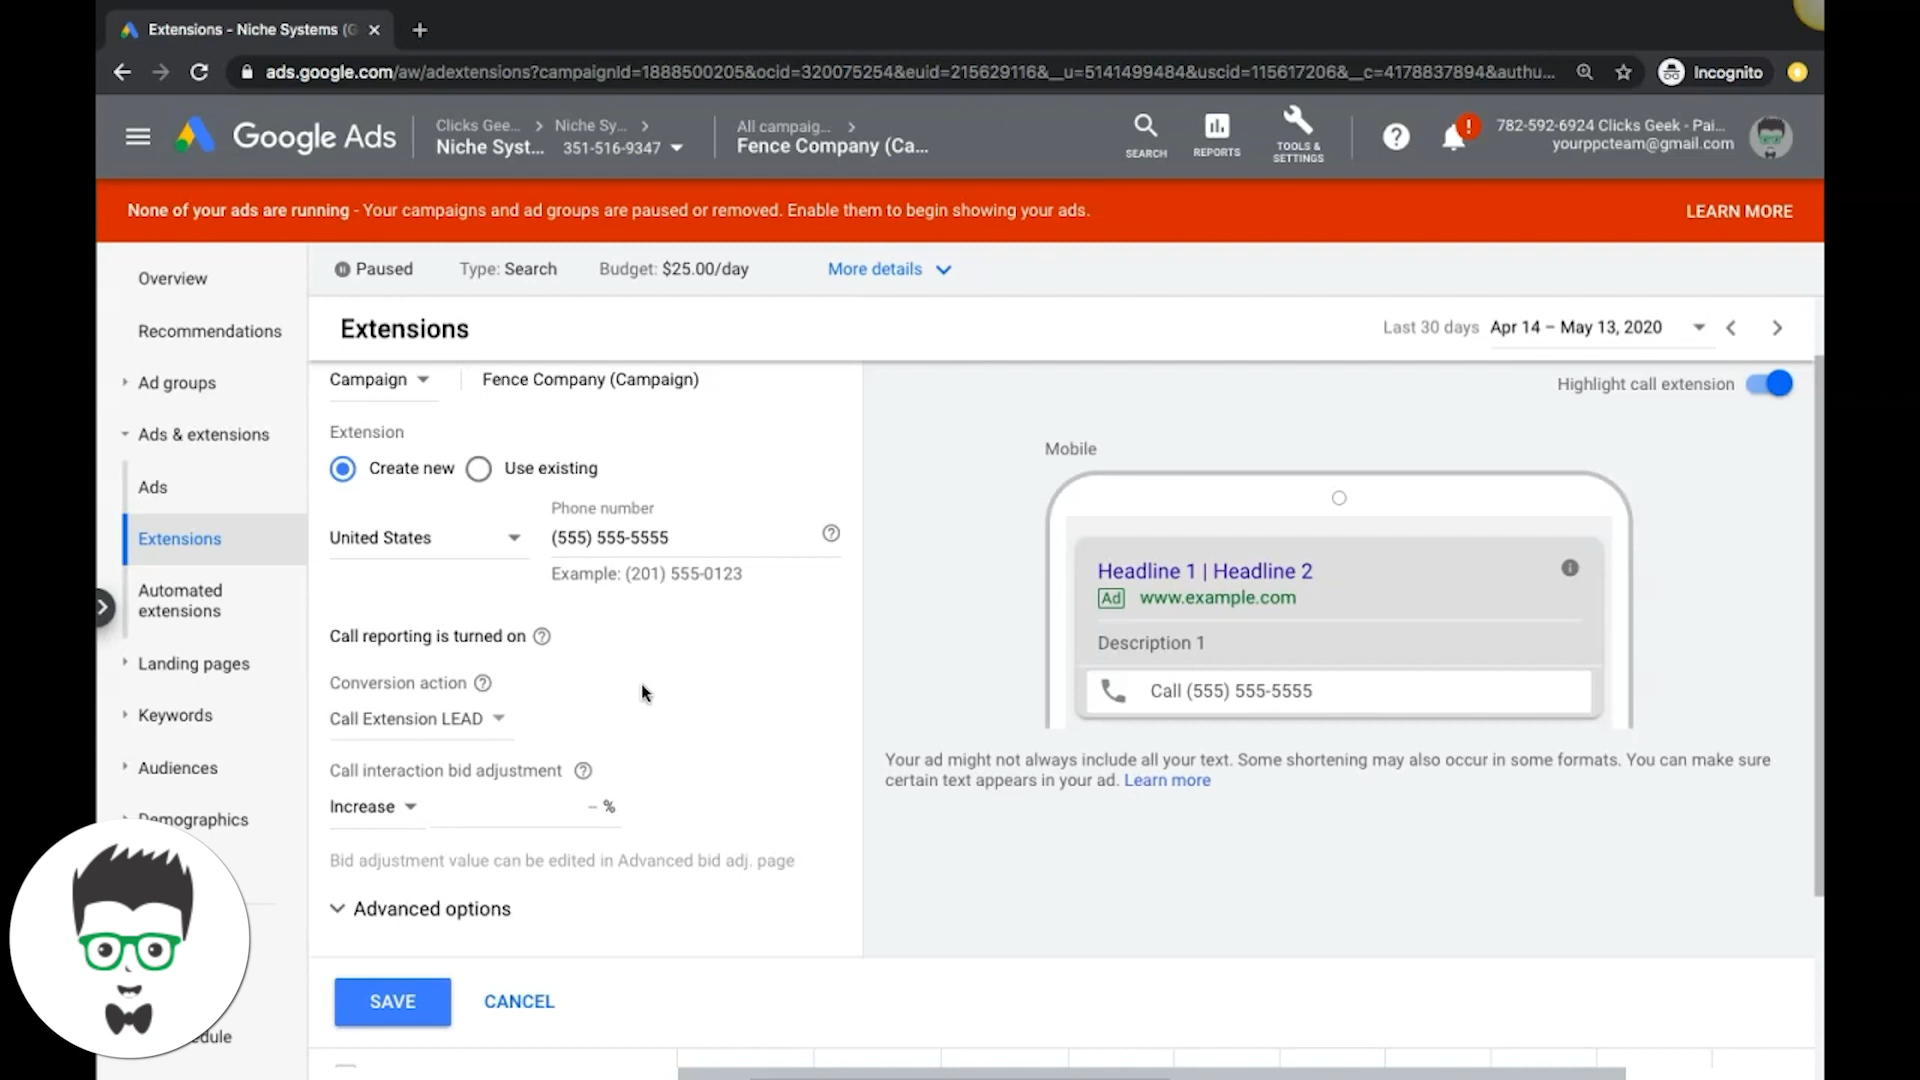 Extensions - Niche Systems (G
ads.google.com/aw/adextensions?campaignId=1888500205&ocid=320075254&euid=215629116&__u=5141499484&uscid=115617206&__c=4178837894&authu...
Incognito
Google Ads
Clicks Gee... > Niche Sy... >
Niche Syst... 351-516-9347
All campaig... >
Fence Company (Ca...
SEARCH
REPORTS
TOOLS & SETTINGS
782-592-6924 Clicks Geek - Pai...
yourppcteam@gmail.com
None of your ads are running - Your campaigns and ad groups are paused or removed. Enable them to begin showing your ads.
LEARN MORE
Overview
Recommendations
Ad groups
Ads & extensions
Ads
Extensions
Automated extensions
Landing pages
Keywords
Audiences
Demographics
edule
Paused
Type: Search
Budget: $25.00/day
More details
Extensions
Last 30 days Apr 14 – May 13, 2020
Campaign
Fence Company (Campaign)
Extension
Create new
Use existing
Phone number
United States
(555) 555-5555
Example: (201) 555-0123
Call reporting is turned on
Conversion action
Call Extension LEAD
Call interaction bid adjustment
Increase
– %
Bid adjustment value can be edited in Advanced bid adj. page
Advanced options
SAVE
CANCEL
Highlight call extension
Mobile
Headline 1 | Headline 2
Ad www.example.com
Description 1
Call (555) 555-5555
Your ad might not always include all your text. Some shortening may also occur in some formats. You can make sure
certain text appears in your ad. Learn more